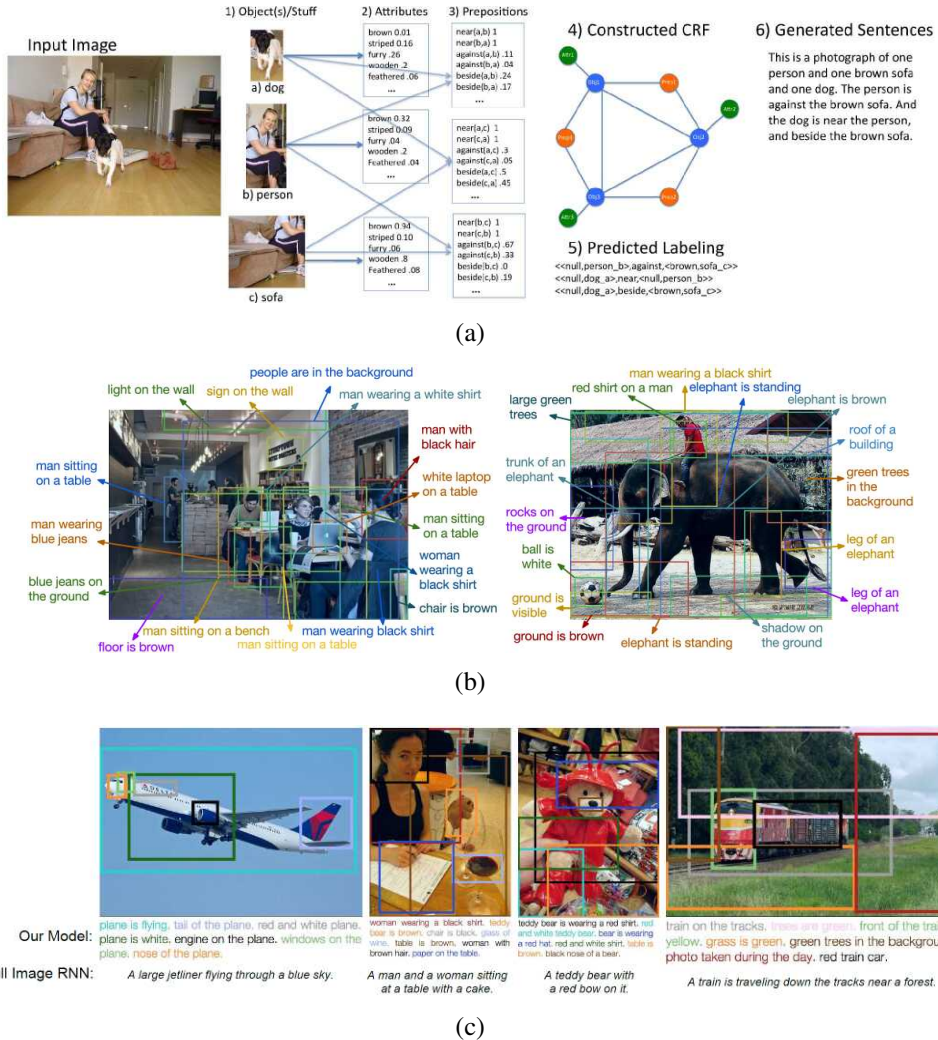 1) Object(s)/Stuff
2) Attributes
3) Prepositions
Input Image
a) dog
b) person
c) sofa
brown 0.01
striped 0.16
furry .26
wooden .2
feathered .06
...
brown 0.32
striped 0.09
furry .04
wooden .2
Feathered .04
...
brown 0.94
striped 0.10
furry .06
wooden .8
Feathered .08
...
near(a,b) 1
near(b,a) 1
against(a,b) .11
against(b,a) .04
beside(a,b) .24
beside(b,a) .17
...
near(a,c) 1
near(c,a) 1
against(a,c) .3
against(c,a) .05
beside(a,c) .5
beside(c,a) .45
...
near(b,c) 1
near(c,b) 1
against(b,c) .67
against(c,b) .33
beside(b,c) .0
beside(c,b) .19
...
4) Constructed CRF
Attr1
Obj1
Prep1
Attr2
Obj2
Prep3
Obj3
Prep2
Attr3
5) Predicted Labeling
<<null,person_b>,against,<brown,sofa_c>>
<<null,dog_a>,near,<null,person_b>>
<<null,dog_a>,beside,<brown,sofa_c>>
6) Generated Sentences
This is a photograph of one
person and one brown sofa
and one dog. The person is
against the brown sofa. And
the dog is near the person,
and beside the brown sofa.
(a)
people are in the background
light on the wall
sign on the wall
man wearing a white shirt
man with
black hair
man sitting
on a table
white laptop
on a table
man wearing
blue jeans
man sitting
on a table
blue jeans on
the ground
woman
wearing a
black shirt
chair is brown
man sitting on a bench
man wearing black shirt
floor is brown
man sitting on a table
man wearing a black shirt
red shirt on a man
elephant is standing
large green
trees
elephant is brown
roof of a
building
trunk of an
elephant
green trees
in the
background
rocks on
the ground
leg of an
elephant
ball is
white
leg of an
elephant
ground is
visible
ground is brown
elephant is standing
shadow on
the ground
(b)
Our Model:
plane is flying. tail of the plane. red and white plane.
plane is white. engine on the plane. windows on the
plane. nose of the plane.
woman wearing a black shirt. teddy
bear is brown. chair is black. glass of
wine. table is brown. woman with
brown hair. paper on the table.
teddy bear is wearing a red shirt. red
and white teddy bear. bear is wearing
a red hat. red and white shirt. table is
brown. black nose of a bear.
train on the tracks. trees are green. front of the trai
yellow. grass is green. green trees in the backgrou
photo taken during the day. red train car.
ll Image RNN:
A large jetliner flying through a blue sky.
A man and a woman sitting
at a table with a cake.
A teddy bear with
a red bow on it.
A train is traveling down the tracks near a forest.
(c)